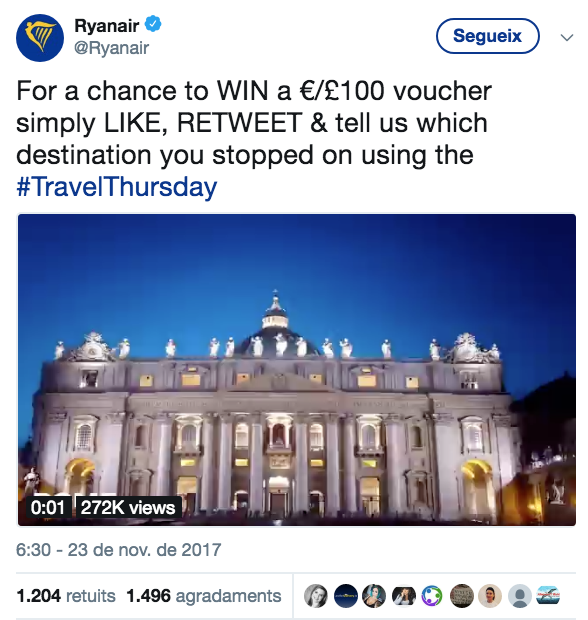 Ryanair
@Ryanair
Segueix
For a chance to WIN a €/£100 voucher
simply LIKE, RETWEET & tell us which
destination you stopped on using the
#TravelThursday
0:01 272K views
6:30 - 23 de nov. de 2017
1.204 retuits 1.496 agradaments